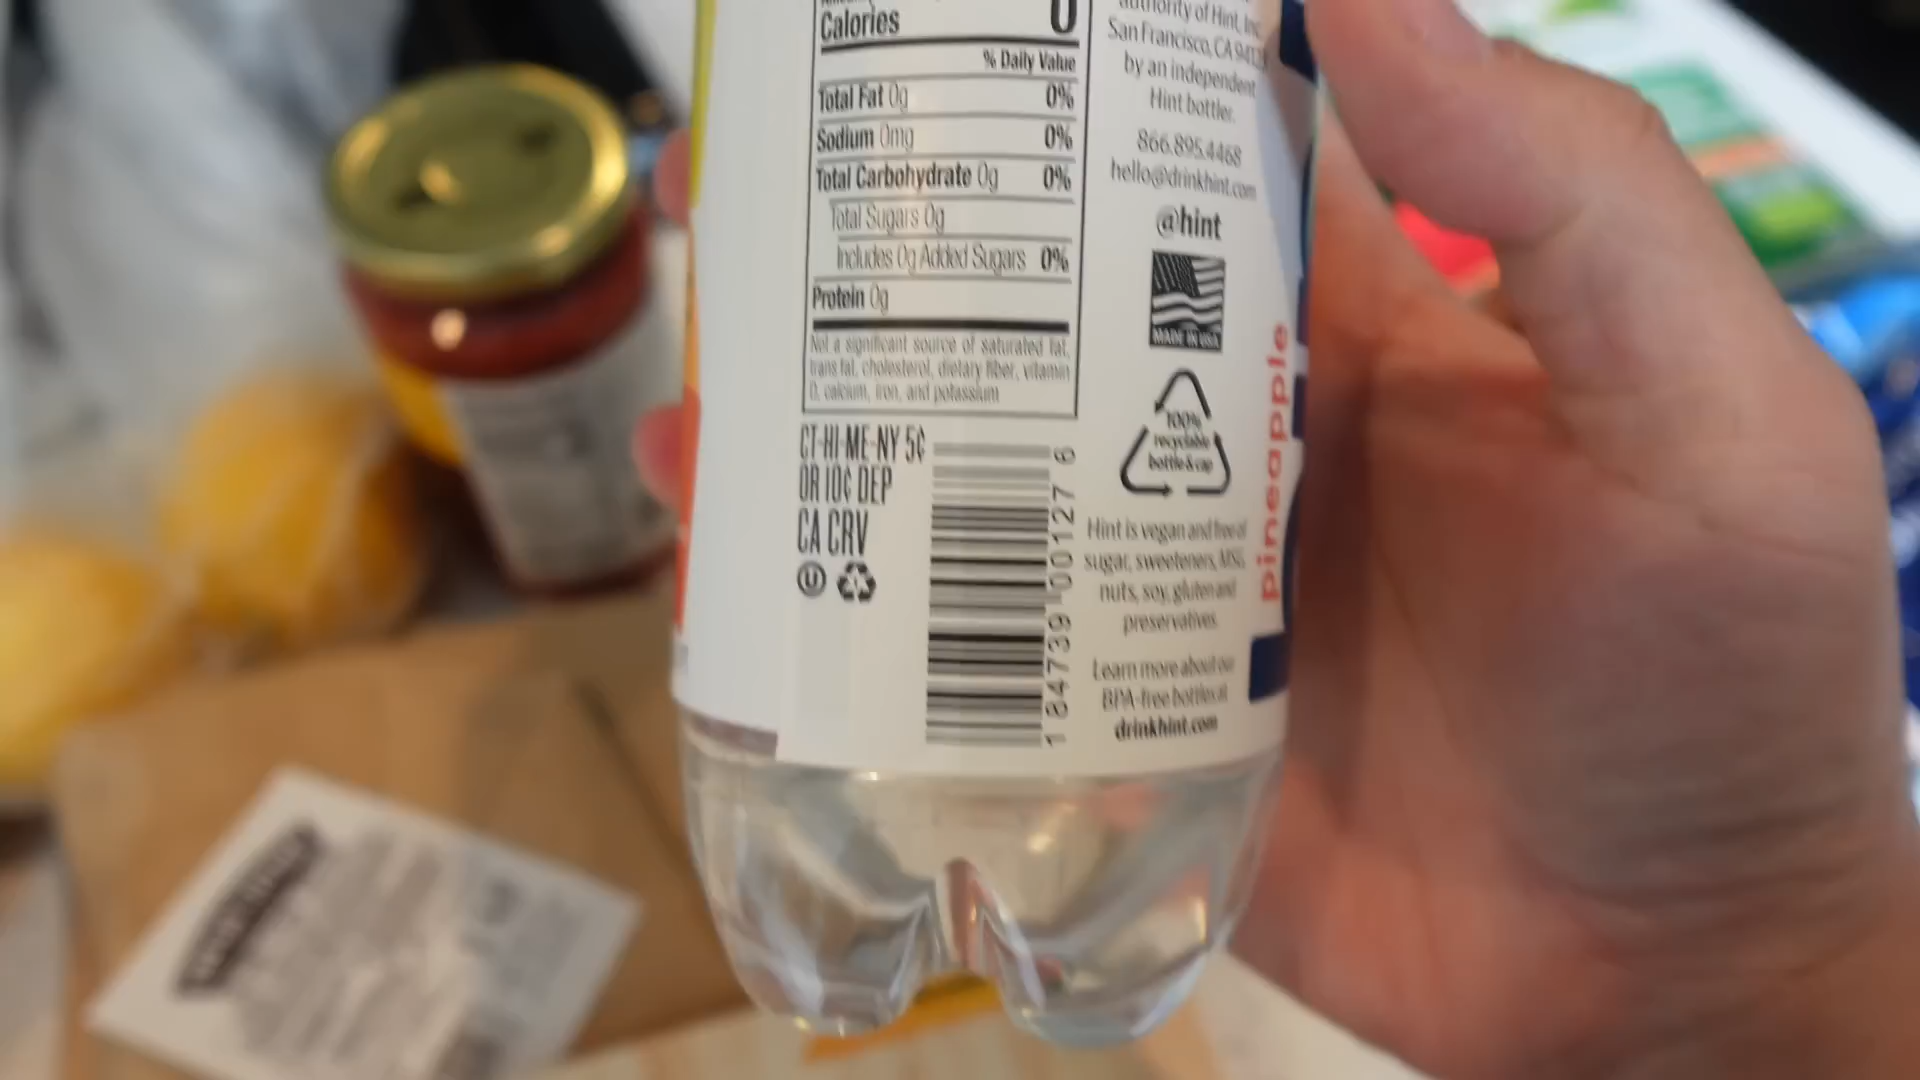 Calories 0
% Daily Value
Total Fat 0g 0%
Sodium 0mg 0%
Total Carbohydrate 0g 0%
Total Sugars 0g
Includes 0g Added Sugars 0%
Protein 0g
Not a significant source of saturated fat,
trans fat, cholesterol, dietary fiber, vitamin
D, calcium, iron, and potassium
CT-HI-ME-NY 5¢
OR 10¢ DEP
CA CRV
U
1 84739 00127 6
authority of Hint, Inc.
San Francisco, CA
by an independent
Hint bottler.
866.895.4468
hello@drinkhint.com
@hint
MADE IN USA
100%
recyclable
bottle & cap
Hint is vegan and free of
sugar, sweeteners, MSG,
nuts, soy, gluten and
preservatives.
Learn more about our
BPA-free bottles at
drinkhint.com
pineapple